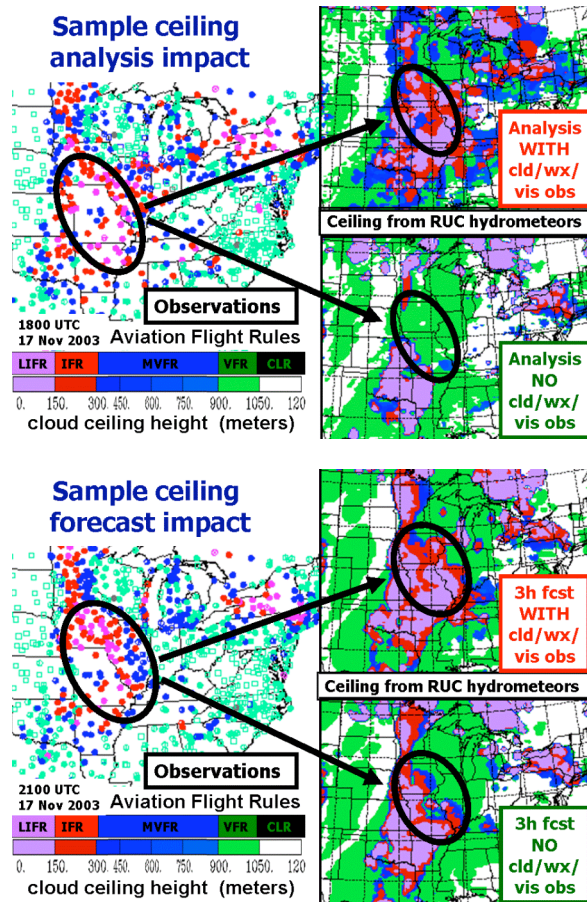 Sample ceiling
analysis impact
Analysis
WITH
cld/wx/
vis obs
Ceiling from RUC hydrometeors
Observations
1800 UTC
17 Nov 2003
Aviation Flight Rules
LIFR IFR MVFR VFR CLR
0. 150. 300. 450. 600. 750. 900. 1050. 120
cloud ceiling height (meters)
Analysis
NO
cld/wx/
vis obs
Sample ceiling
forecast impact
3h fcst
WITH
cld/wx/
vis obs
Ceiling from RUC hydrometeors
Observations
2100 UTC
17 Nov 2003
Aviation Flight Rules
LIFR IFR MVFR VFR CLR
0. 150. 300. 450. 600. 750. 900. 1050. 120
cloud ceiling height (meters)
3h fcst
NO
cld/wx/
vis obs